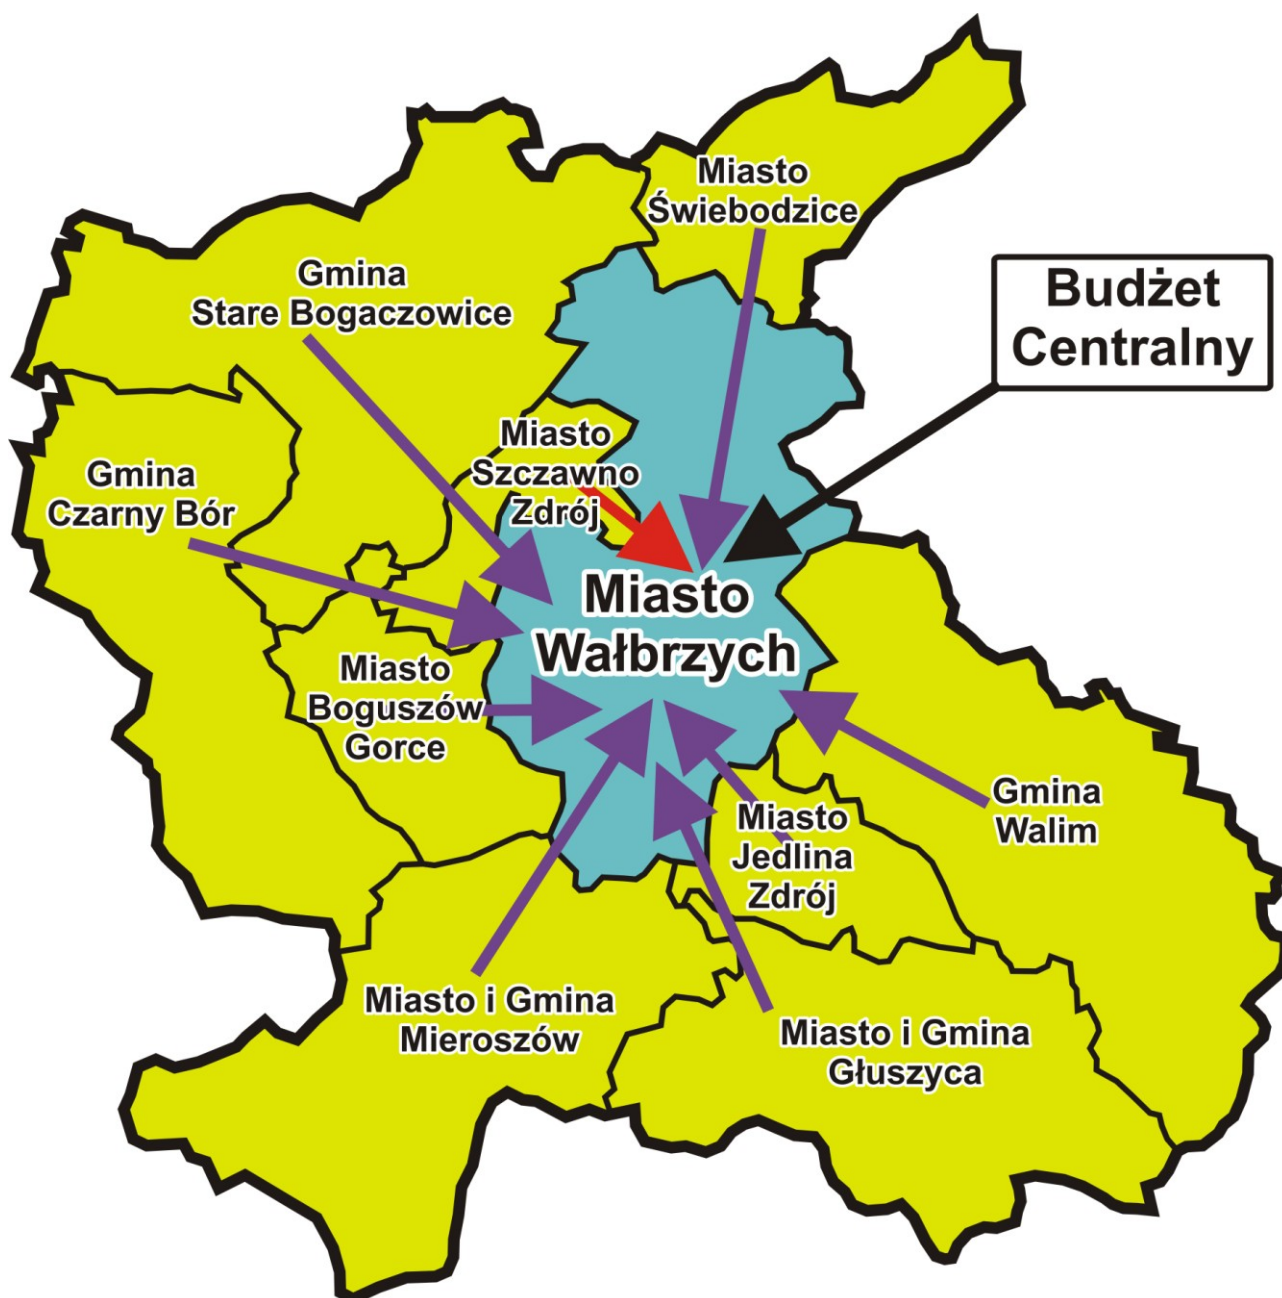 Miasto
Świebodzice
Gmina
Stare Bogaczowice
Budżet
Centralny
Miasto
Szczawno
Zdrój
Gmina
Czarny Bór
Miasto
Wałbrzych
Miasto
Boguszów
Gorce
Gmina
Walim
Miasto
Jedlina
Zdrój
Miasto i Gmina
Mieroszów
Miasto i Gmina
Głuszyca